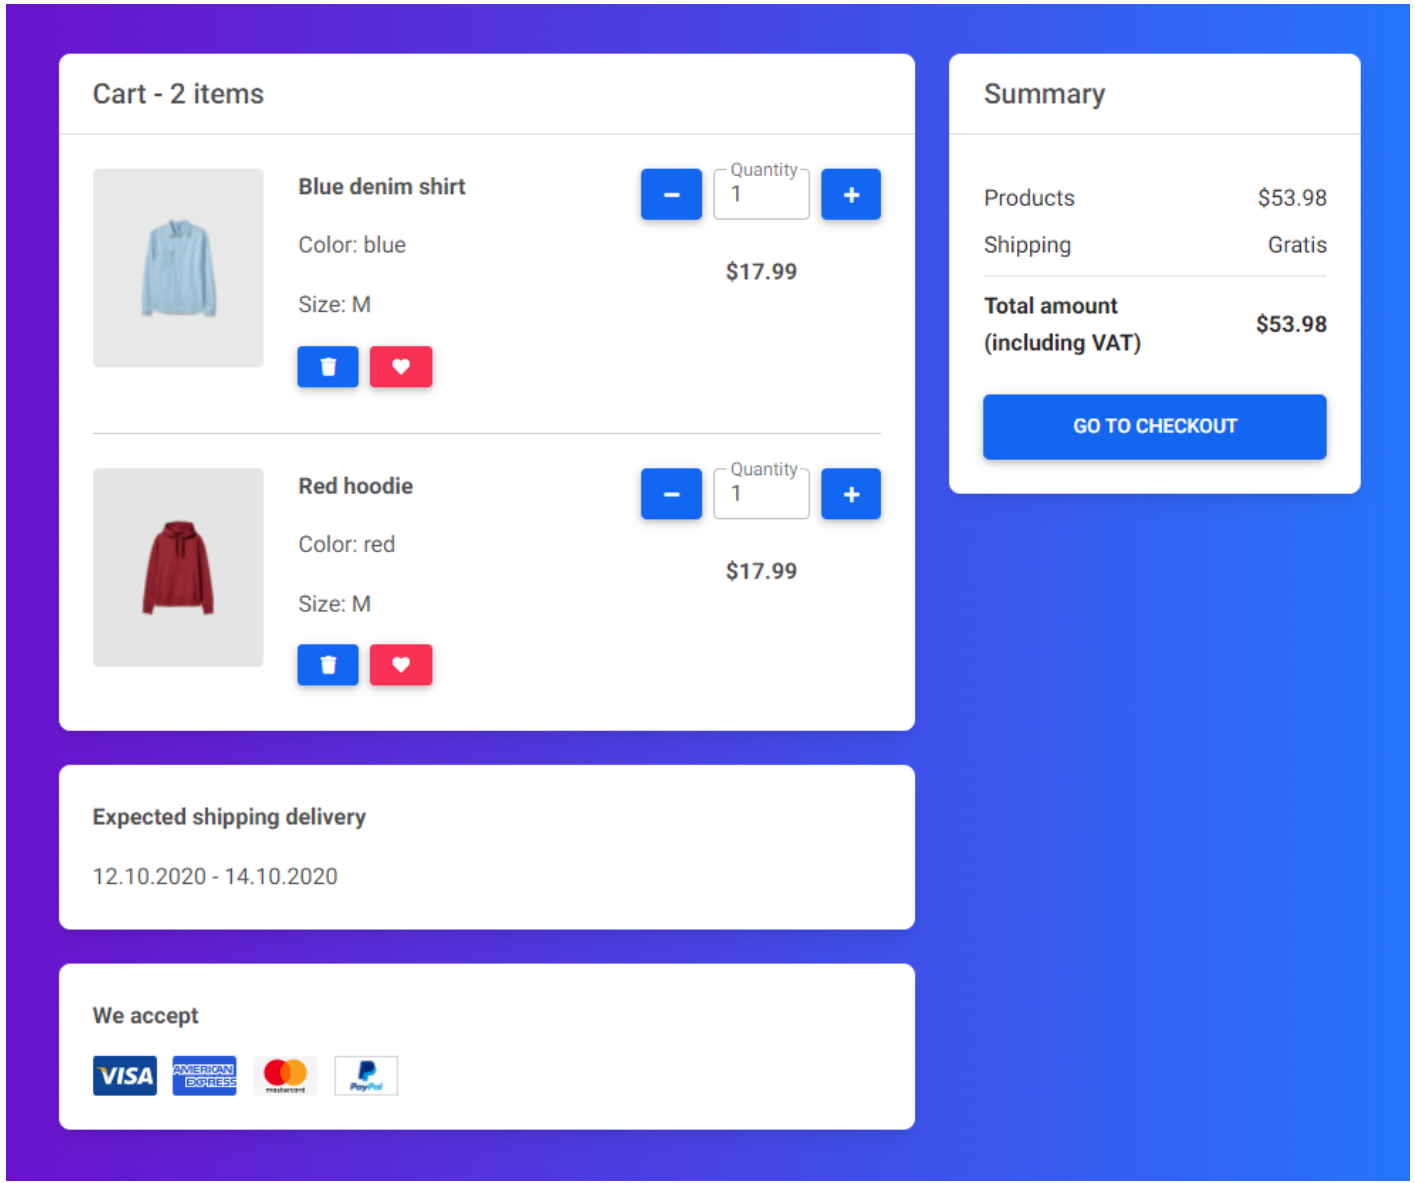 Cart - 2 items
Blue denim shirt
Color: blue
Size: M
Quantity
1
$17.99
Red hoodie
Color: red
Size: M
Quantity
1
$17.99
Expected shipping delivery
12.10.2020 - 14.10.2020
We accept
VISA
AMERICAN
EXPRESS
mastercard
PayPal
Summary
Products $53.98
Shipping Gratis
Total amount
(including VAT) $53.98
GO TO CHECKOUT